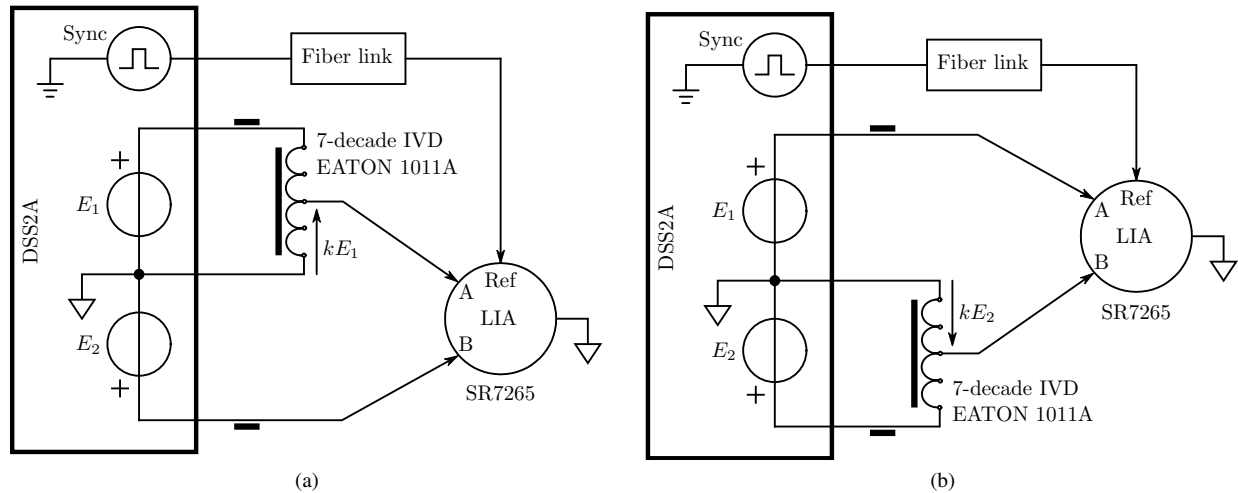 Sync
Fiber link
7-decade IVD
EATON 1011A
DSS2A
+
E1
kE1
E2
+
Ref
A
LIA
B
SR7265
(a)
Sync
Fiber link
DSS2A
+
E1
Ref
A
LIA
B
SR7265
kE2
E2
+
7-decade IVD
EATON 1011A
(b)